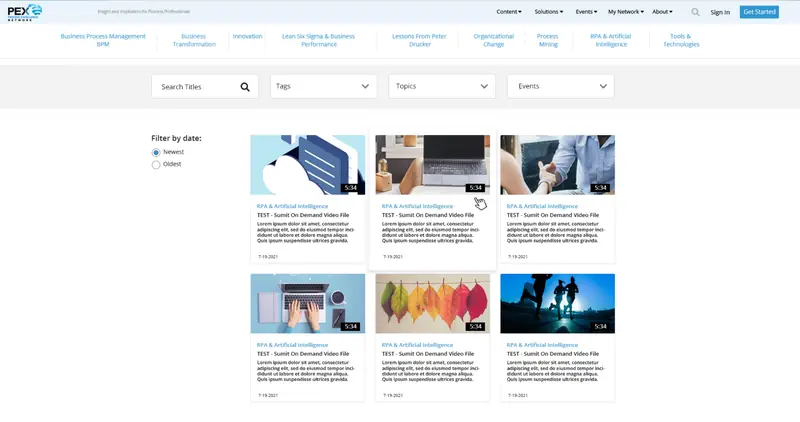 PEX
NETWORK
Content Solutions Events My Network About Sign In Get Started
Business Process Management
BPM
Business
Transformation
Innovation
Lean Six Sigma & Business
Performance
Lessons From Peter
Drucker
Organizational
Change
Process
Mining
RPA & Artificial
Intelligence
Tools &
Technologies
Search Titles
Tags
Topics
Events
Filter by date:
Newest
Oldest
5:34
RPA & Artificial Intelligence
TEST - Sumit On Demand Video File
Lorem ipsum dolor sit amet, consectetur
adipiscing elit, sed do eiusmod tempor inci-
didunt ut labore et dolore magna aliqua.
Quis ipsum suspendisse ultrices gravida.
7-19-2021
5:34
RPA & Artificial Intelligence
TEST - Sumit On Demand Video File
Lorem ipsum dolor sit amet, consectetur
adipiscing elit, sed do eiusmod tempor inci-
didunt ut labore et dolore magna aliqua.
Quis ipsum suspendisse ultrices gravida.
7-19-2021
5:34
RPA & Artificial Intelligence
TEST - Sumit On Demand Video File
Lorem ipsum dolor sit amet, consectetur
adipiscing elit, sed do eiusmod tempor inci-
didunt ut labore et dolore magna aliqua.
Quis ipsum suspendisse ultrices gravida.
7-19-2021
5:34
RPA & Artificial Intelligence
TEST - Sumit On Demand Video File
Lorem ipsum dolor sit amet, consectetur
adipiscing elit, sed do eiusmod tempor inci-
didunt ut labore et dolore magna aliqua.
Quis ipsum suspendisse ultrices gravida.
7-19-2021
5:34
RPA & Artificial Intelligence
TEST - Sumit On Demand Video File
Lorem ipsum dolor sit amet, consectetur
adipiscing elit, sed do eiusmod tempor inci-
didunt ut labore et dolore magna aliqua.
Quis ipsum suspendisse ultrices gravida.
7-19-2021
5:34
RPA & Artificial Intelligence
TEST - Sumit On Demand Video File
Lorem ipsum dolor sit amet, consectetur
adipiscing elit, sed do eiusmod tempor inci-
didunt ut labore et dolore magna aliqua.
Quis ipsum suspendisse ultrices gravida.
7-19-2021